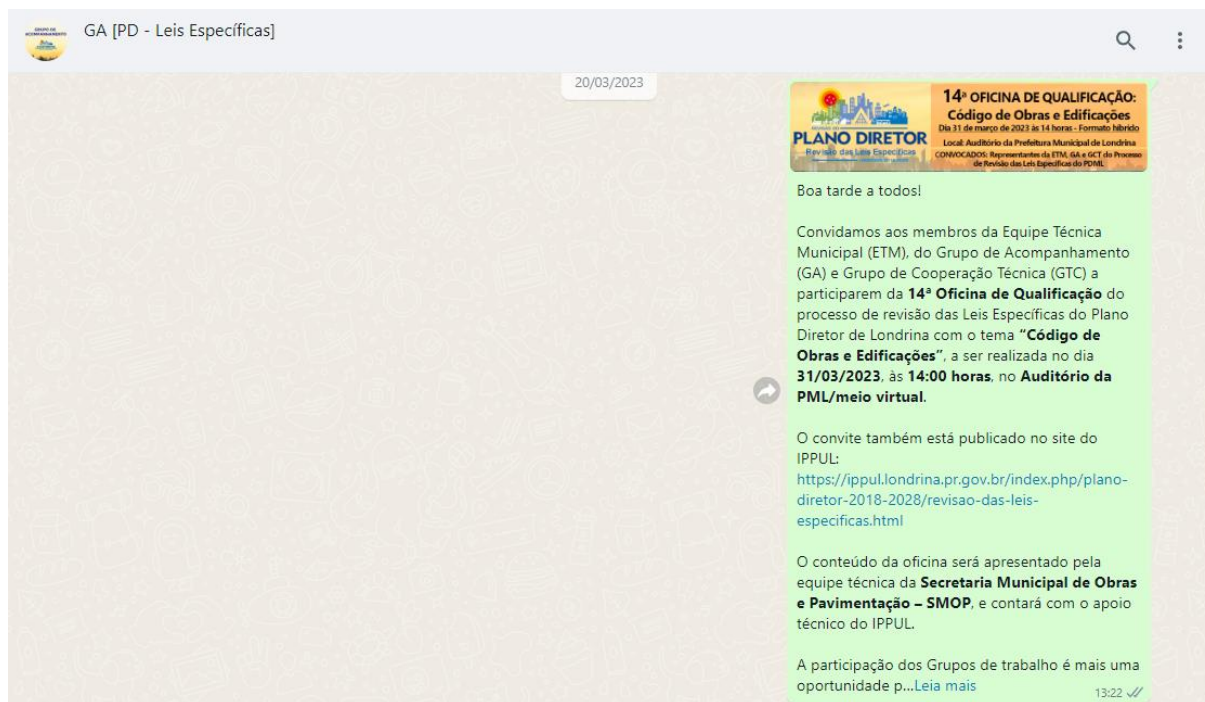 GRUPO DE
ACOMPANHAMENTO
GA [PD - Leis Específicas]
20/03/2023
PLANO DIRETOR
Revisão das Leis Específicas
14ª OFICINA DE QUALIFICAÇÃO:
Código de Obras e Edificações
Dia 31 de março de 2023 às 14 horas - Formato híbrido
Local: Auditório da Prefeitura Municipal de Londrina
CONVOCADOS: Representantes da ETM, GA e GCT do Processo
de Revisão das Leis Específicas do PDML
Boa tarde a todos!
Convidamos aos membros da Equipe Técnica
Municipal (ETM), do Grupo de Acompanhamento
(GA) e Grupo de Cooperação Técnica (GTC) a
participarem da 14ª Oficina de Qualificação do
processo de revisão das Leis Específicas do Plano
Diretor de Londrina com o tema "Código de
Obras e Edificações", a ser realizada no dia
31/03/2023, às 14:00 horas, no Auditório da
PML/meio virtual.
O convite também está publicado no site do
IPPUL:
https://ippul.londrina.pr.gov.br/index.php/plano-
diretor-2018-2028/revisao-das-leis-
especificas.html
O conteúdo da oficina será apresentado pela
equipe técnica da Secretaria Municipal de Obras
e Pavimentação – SMOP, e contará com o apoio
técnico do IPPUL.
A participação dos Grupos de trabalho é mais uma
oportunidade p...Leia mais
13:22